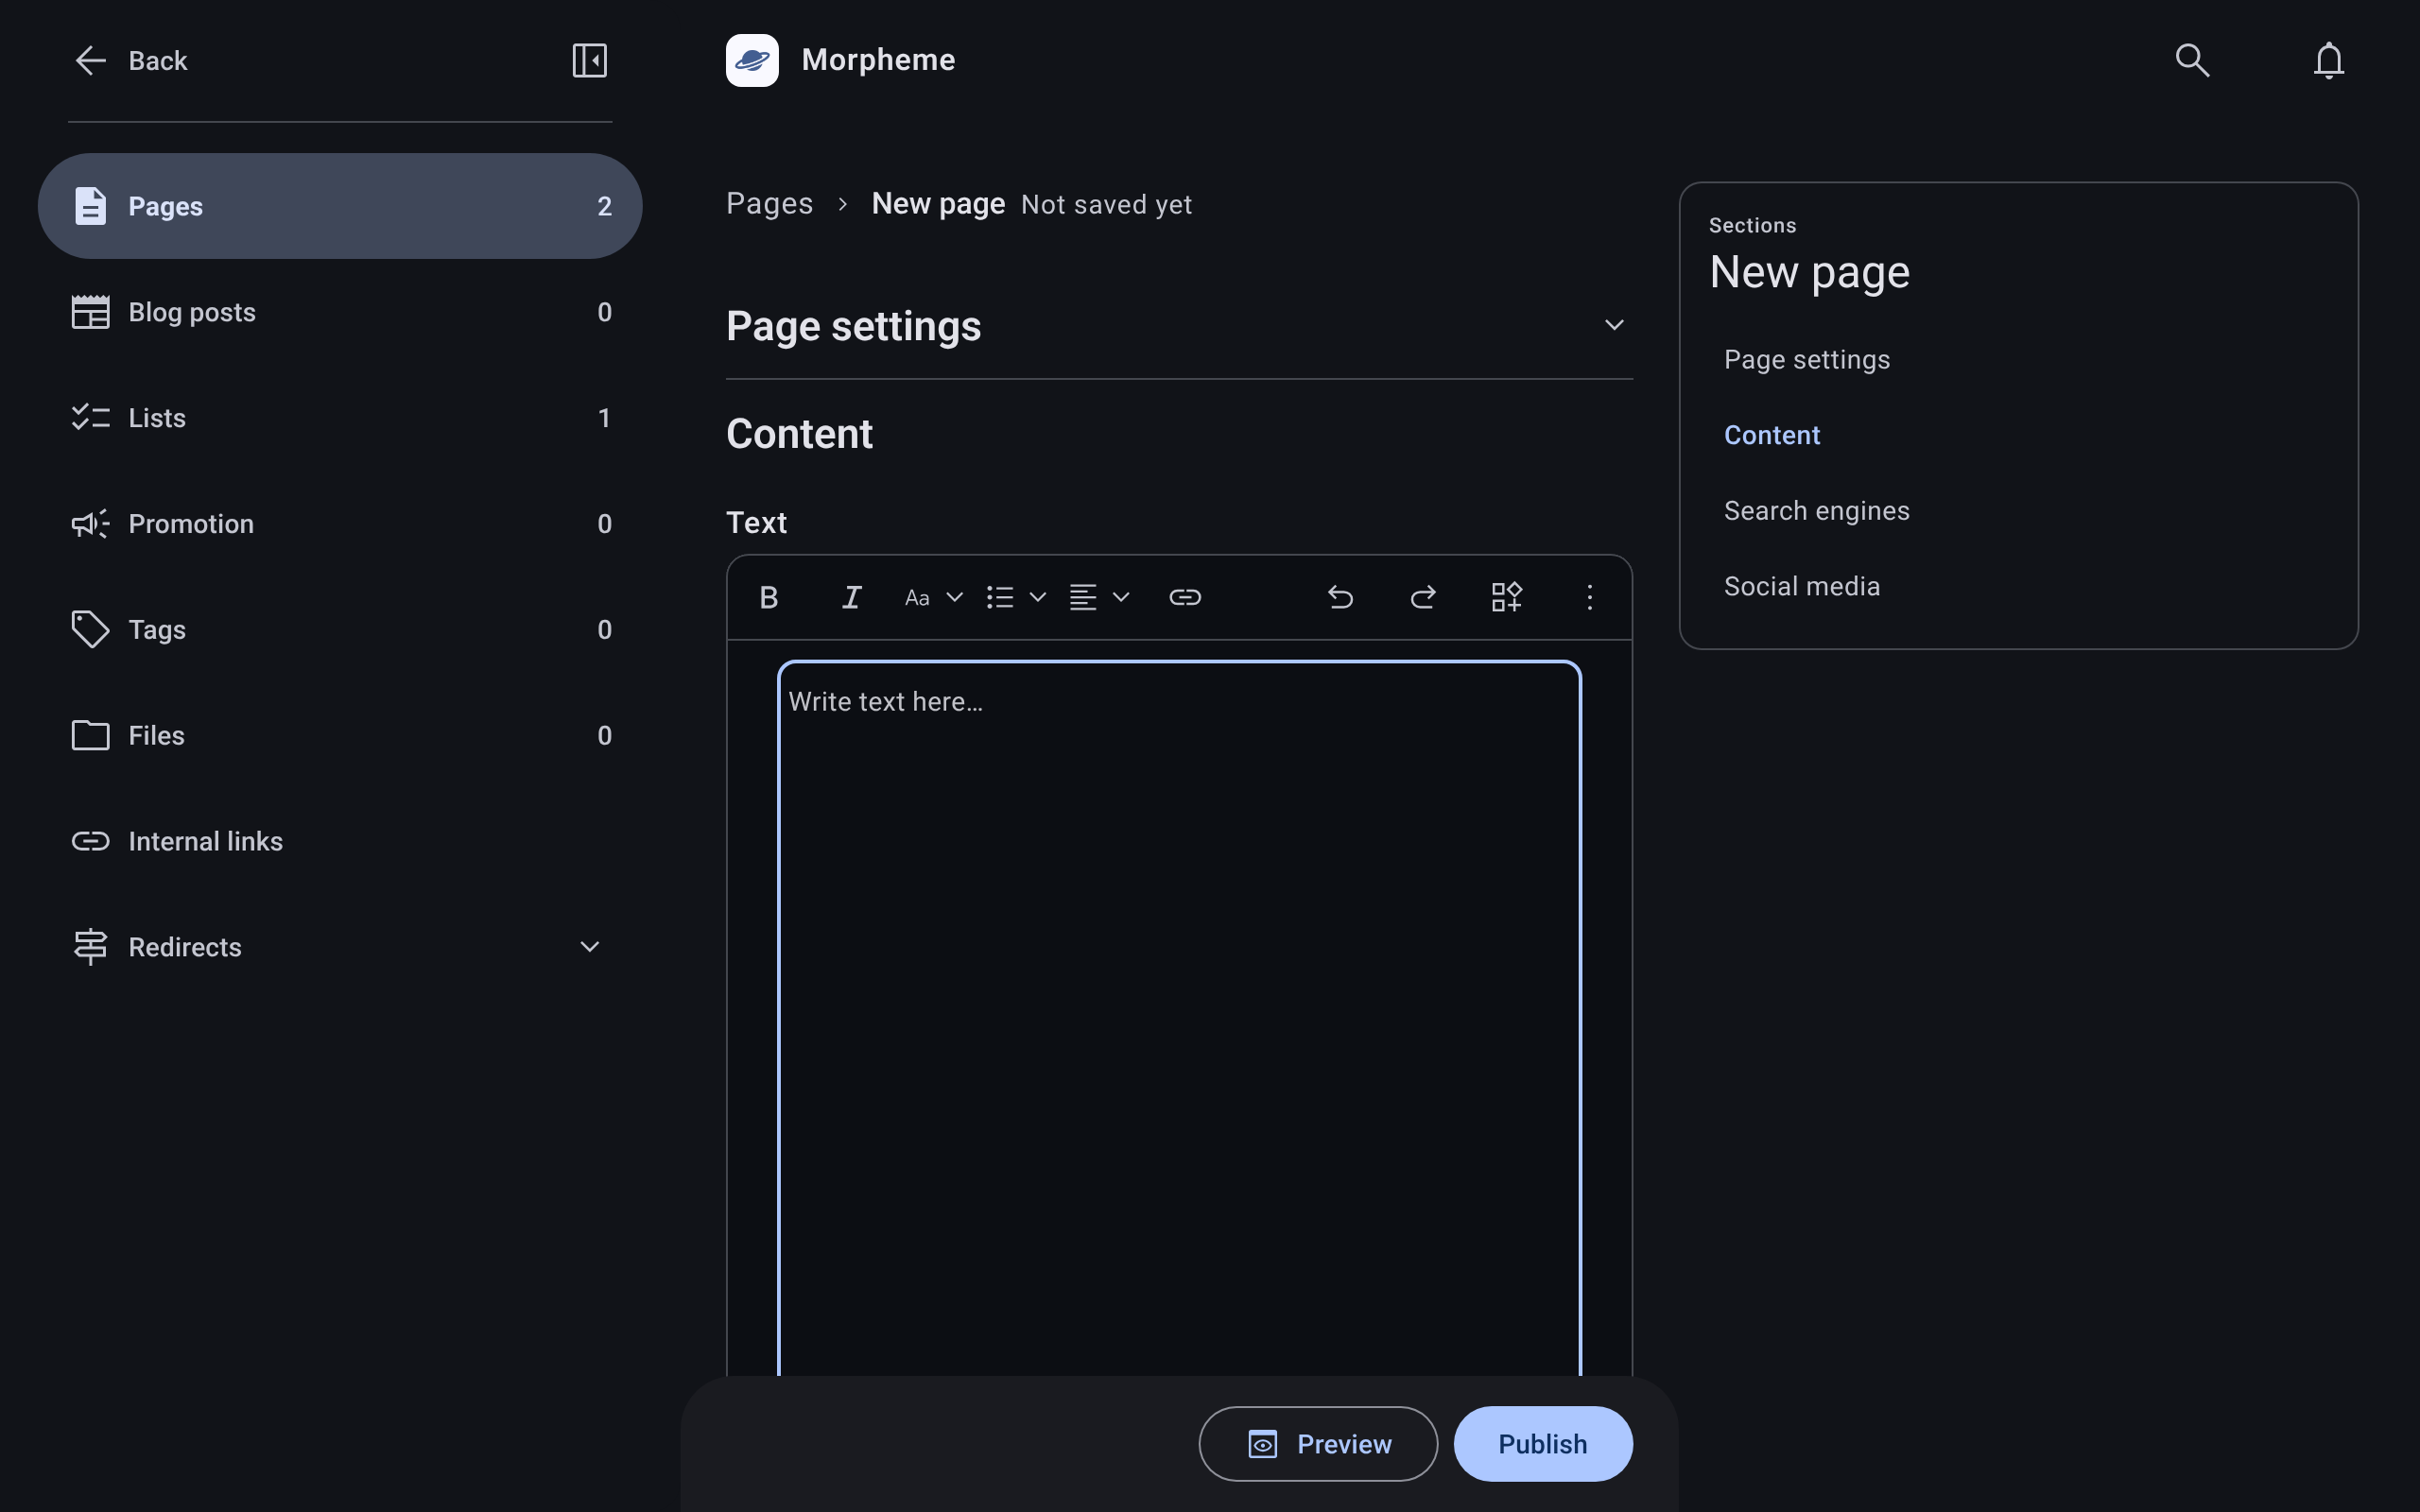 Back
Morpheme
Pages 2
Blog posts 0
Lists 1
Promotion 0
Tags 0
Files 0
Internal links
Redirects
Pages > New page Not saved yet
Page settings
Content
Text
B I Aa
Write text here…
Preview Publish
Sections
New page
Page settings
Content
Search engines
Social media